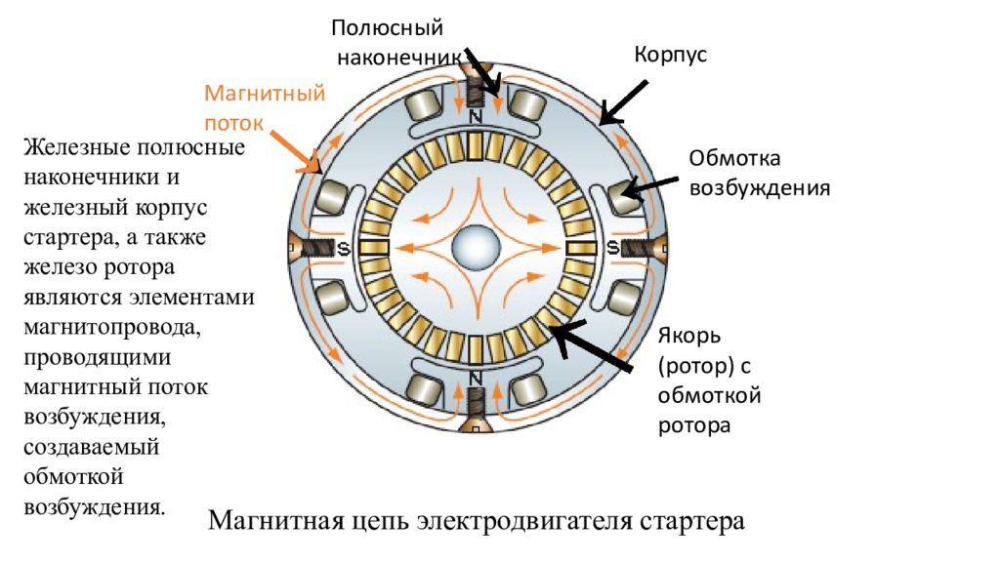 Полюсный
наконечник
Корпус
Магнитный
поток
Железные полюсные
наконечники и
железный корпус
стартера, а также
железо ротора
являются элементами
магнитопровода,
проводящими
магнитный поток
возбуждения,
создаваемый
обмоткой
возбуждения.
Обмотка
возбуждения
N
S
S
N
Якорь
(ротор) с
обмоткой
ротора
Магнитная цепь электродвигателя стартера